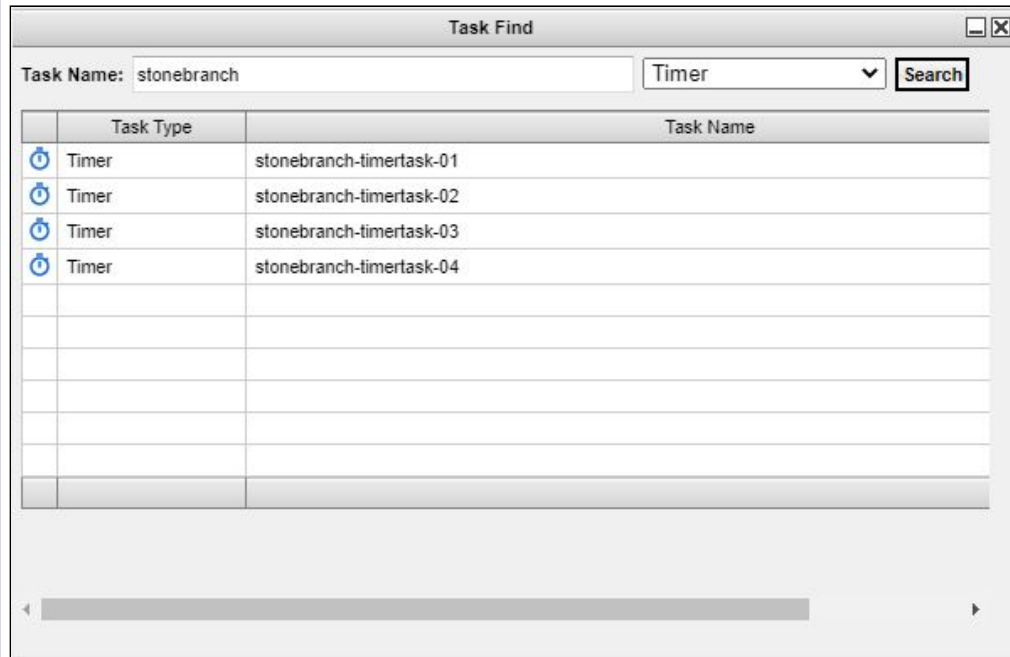 Task Find
Task Name: stonebranch Timer Search
Task Type Task Name
Timer stonebranch-timertask-01
Timer stonebranch-timertask-02
Timer stonebranch-timertask-03
Timer stonebranch-timertask-04